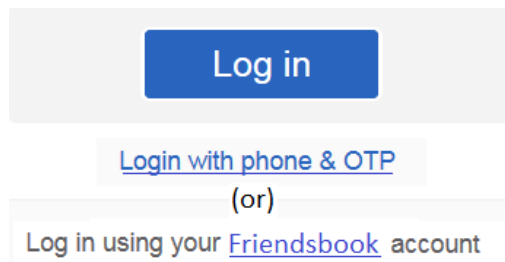 Log in
Login with phone & OTP
(or)
Log in using your Friendsbook account